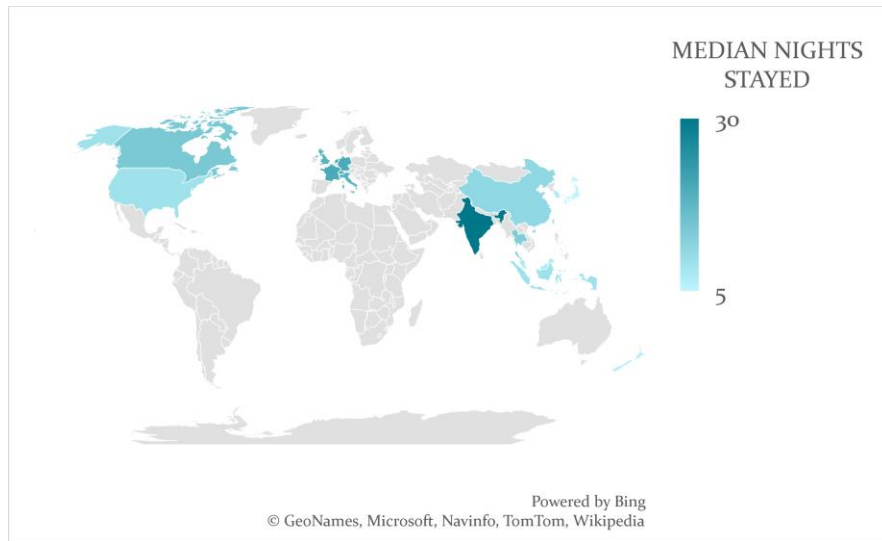 MEDIAN NIGHTS
STAYED
30
5
Powered by Bing
© GeoNames, Microsoft, Navinfo, TomTom, Wikipedia